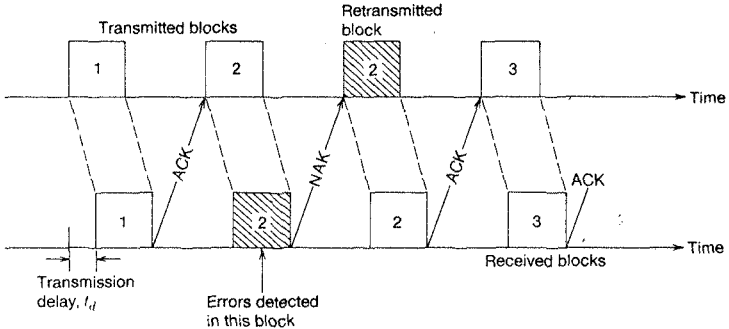 Transmitted blocks
Retransmitted
block
1
2
2
3
Time
ACK
NAK
ACK
ACK
1
2
2
3
Time
Transmission
delay, t_d
Errors detected
in this block
Received blocks